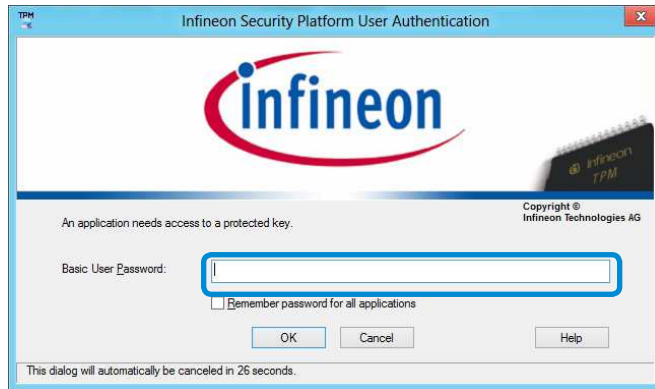 TPM
Infineon Security Platform User Authentication
x
infineon
infineon
TPM
Copyright ©
Infineon Technologies AG
An application needs access to a protected key.
Basic User Password:
Remember password for all applications
OK
Cancel
Help
This dialog will automatically be canceled in 26 seconds.